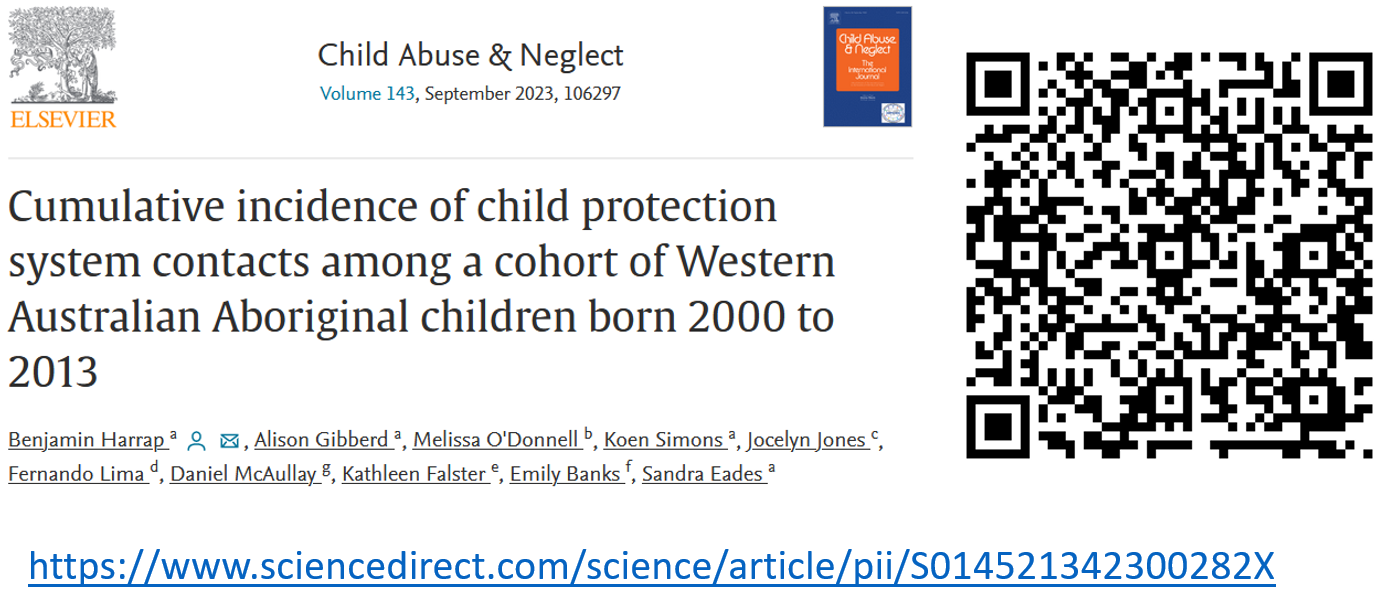 ELSEVIER
Child Abuse & Neglect
Volume 143, September 2023, 106297
Child Abuse
& Neglect
The
International
Journal
Cumulative incidence of child protection
system contacts among a cohort of Western
Australian Aboriginal children born 2000 to
2013
Benjamin Harrap a, Alison Gibberd a, Melissa O'Donnell b, Koen Simons a, Jocelyn Jones c,
Fernando Lima d, Daniel McAullay g, Kathleen Falster e, Emily Banks f, Sandra Eades a
https://www.sciencedirect.com/science/article/pii/S014521342300282X